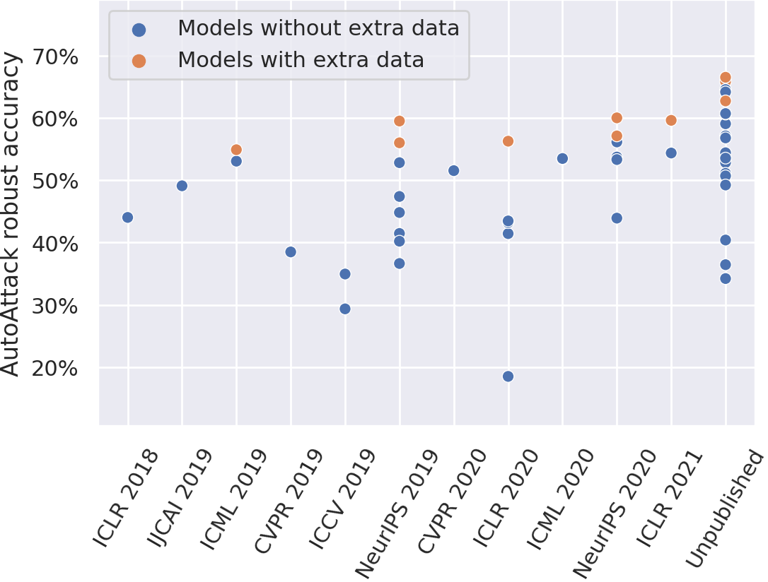 Models without extra data
Models with extra data
AutoAttack robust accuracy
70%
60%
50%
40%
30%
20%
ICLR 2018
IJCAI 2019
ICML 2019
CVPR 2019
ICCV 2019
NeurIPS 2019
CVPR 2020
ICLR 2020
ICML 2020
NeurIPS 2020
ICLR 2021
Unpublished